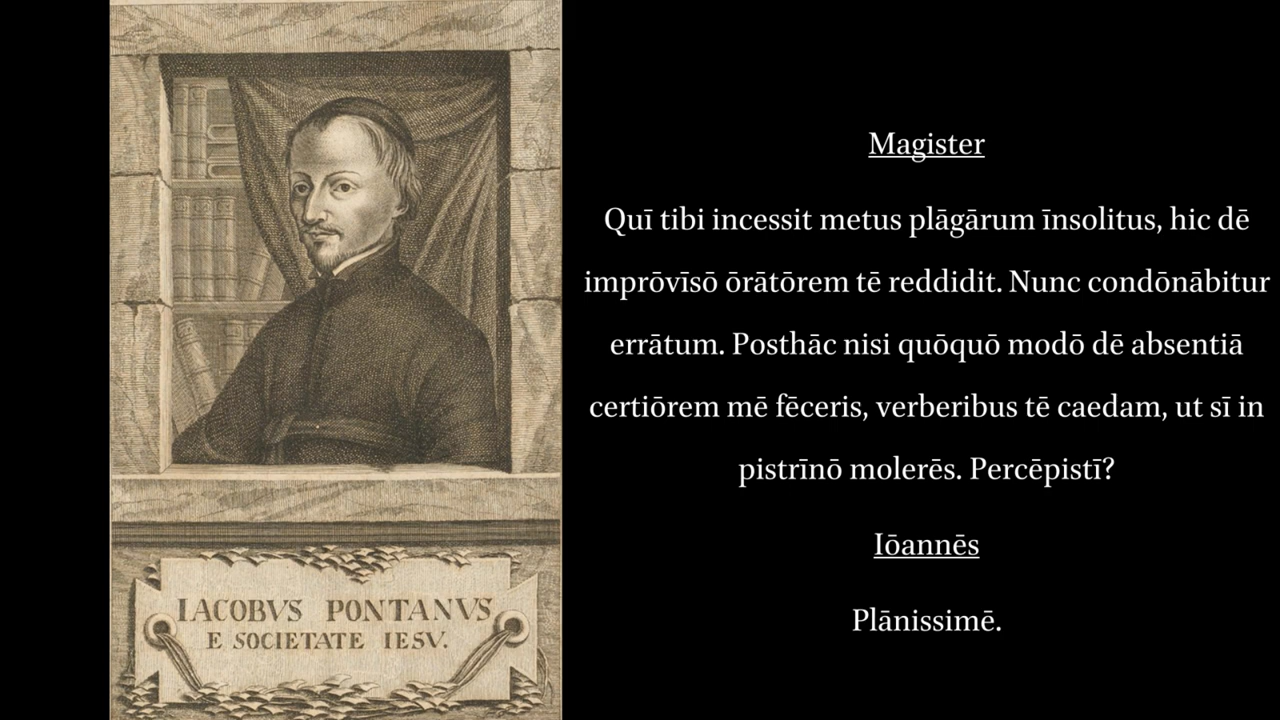 Magister
Quī tibi incessit metus plāgārum īnsolitus, hic dē
imprōvīsō ōrātōrem tē reddidit. Nunc condōnābitur
errātum. Posthāc nisi quōquō modō dē absentiā
certiōrem mē fēceris, verberibus tē caedam, ut sī in
pistrīnō molerēs. Percēpistī?
Iōannēs
Plānissimē.
IACOBVS PONTANVS
E SOCIETATE IESV.